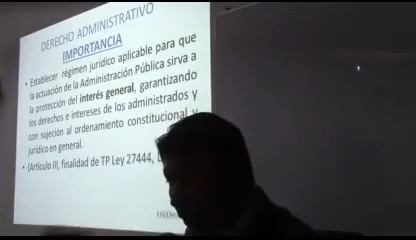 DERECHO ADMINISTRATIVO
IMPORTANCIA
• Establecer régimen jurídico aplicable para que
la actuación de la Administración Pública sirva a
la protección del interés general, garantizando
los derechos e intereses de los administrados y
con sujeción al ordenamiento constitucional y
jurídico en general.
• (Artículo III, finalidad de TP Ley 27444,